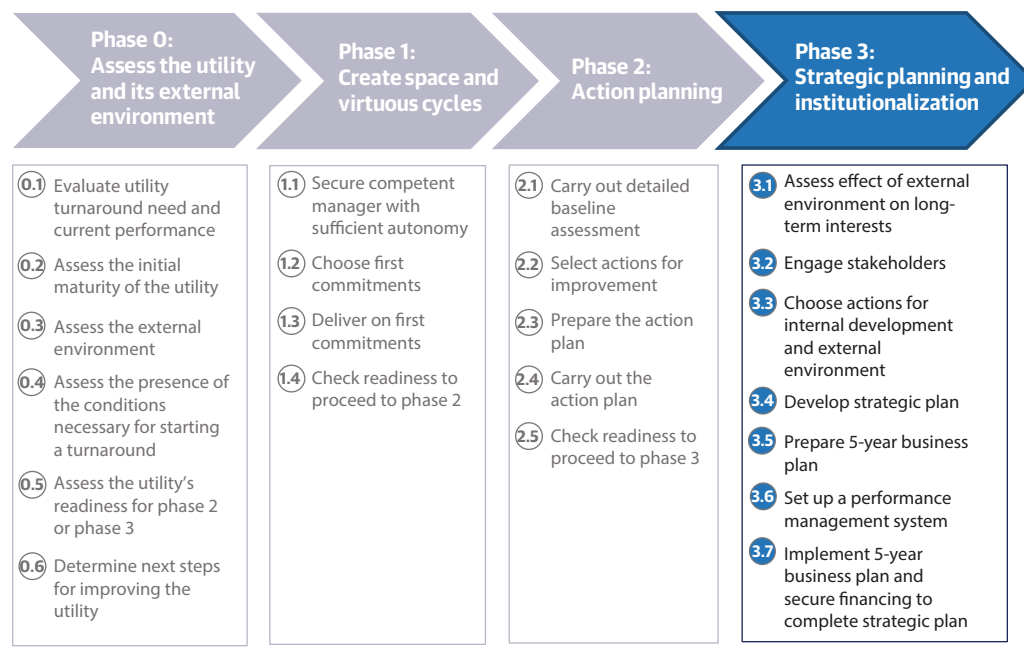 Phase 0:
Assess the utility
and its external
environment
Phase 1:
Create space and
virtuous cycles
Phase 2:
Action planning
Phase 3:
Strategic planning and
institutionalization
0.1 Evaluate utility
turnaround need and
current performance
0.2 Assess the initial
maturity of the utility
0.3 Assess the external
environment
0.4 Assess the presence of
the conditions
necessary for starting
a turnaround
0.5 Assess the utility’s
readiness for phase 2
or phase 3
0.6 Determine next steps
for improving the
utility
1.1 Secure competent
manager with
sufficient autonomy
1.2 Choose first
commitments
1.3 Deliver on first
commitments
1.4 Check readiness to
proceed to phase 2
2.1 Carry out detailed
baseline
assessment
2.2 Select actions for
improvement
2.3 Prepare the action
plan
2.4 Carry out the
action plan
2.5 Check readiness to
proceed to phase 3
3.1 Assess effect of external
environment on long-
term interests
3.2 Engage stakeholders
3.3 Choose actions for
internal development
and external
environment
3.4 Develop strategic plan
3.5 Prepare 5-year business
plan
3.6 Set up a performance
management system
3.7 Implement 5-year
business plan and
secure financing to
complete strategic plan